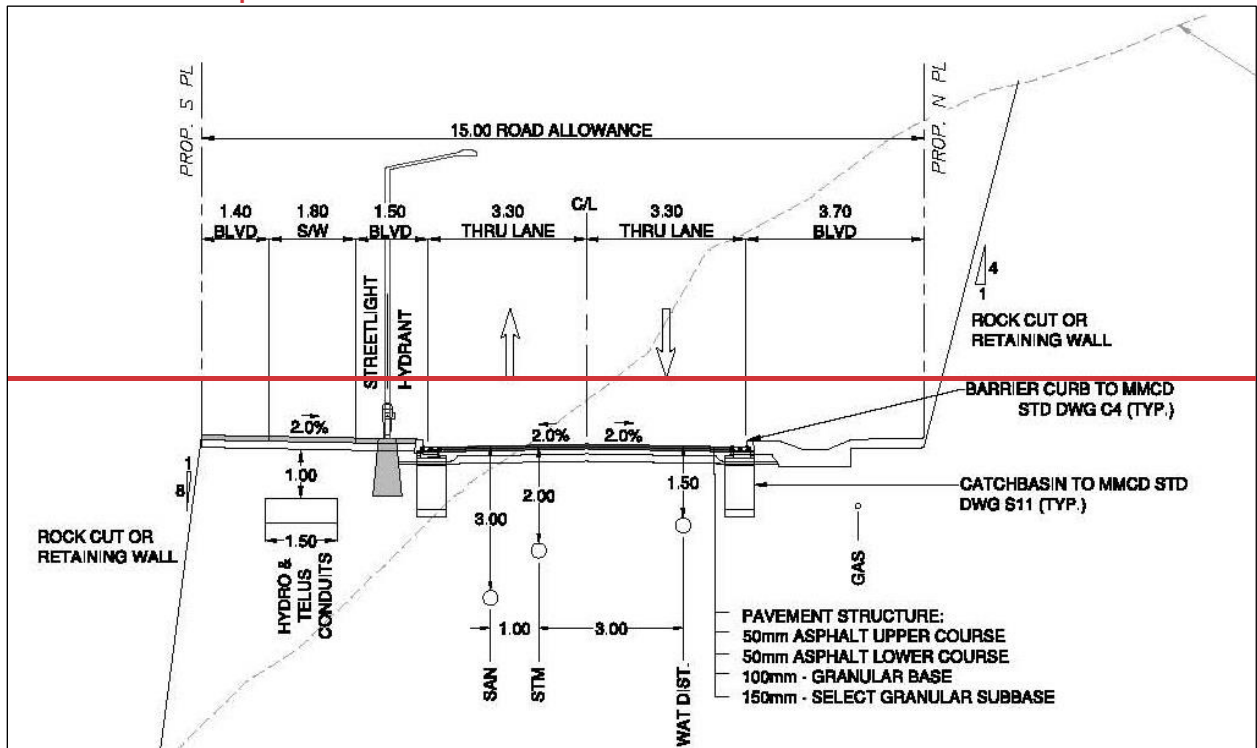 PROP. S PL
PROP. N PL
15.00 ROAD ALLOWANCE
C/L
1.40
BLVD
1.80
S/W
1.50
BLVD
3.30
THRU LANE
3.30
THRU LANE
3.70
BLVD
STREETLIGHT
HYDRANT
4
1
ROCK CUT OR
RETAINING WALL
BARRIER CURB TO MMCD
STD DWG C4 (TYP.)
2.0%
2.0%
2.0%
1
8
1.00
2.00
1.50
3.00
CATCHBASIN TO MMCD STD
DWG S11 (TYP.)
ROCK CUT OR
RETAINING WALL
1.50
HYDRO &
TELUS
CONDUITS
GAS
1.00
3.00
SAN
STM
WAT DIST.
PAVEMENT STRUCTURE:
50mm ASPHALT UPPER COURSE
50mm ASPHALT LOWER COURSE
100mm - GRANULAR BASE
150mm - SELECT GRANULAR SUBBASE